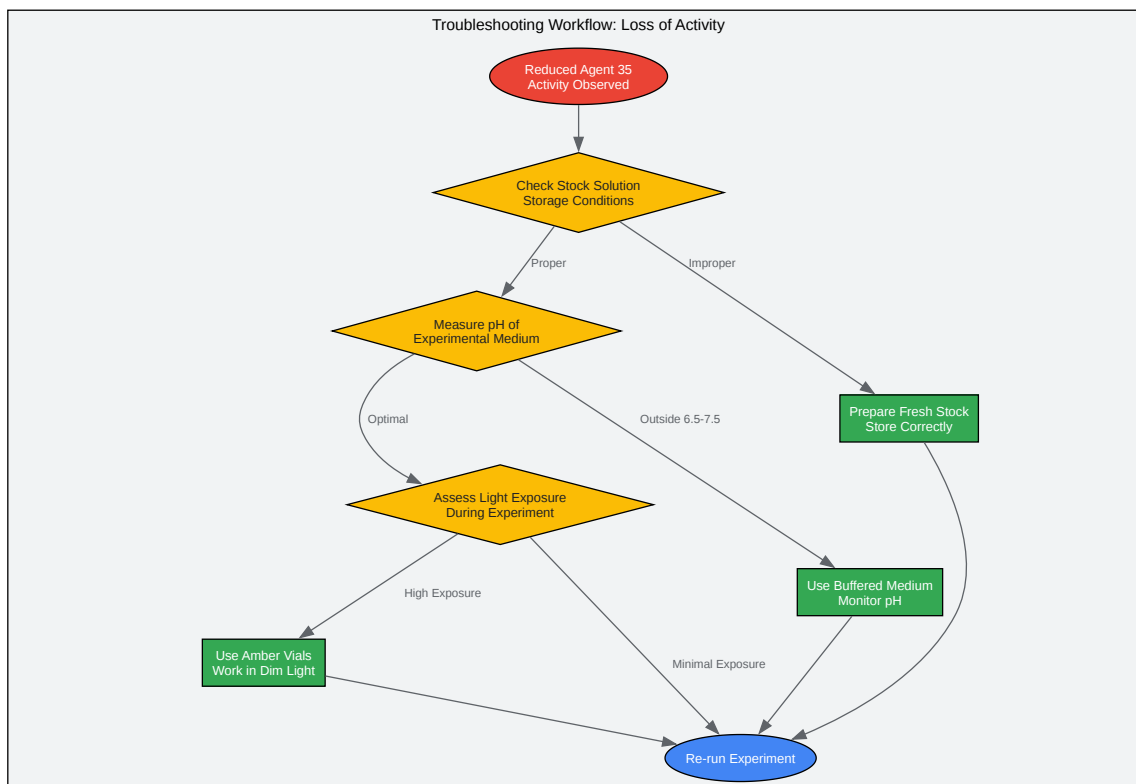 Troubleshooting Workflow: Loss of Activity
Reduced Agent 35
Activity Observed
Check Stock Solution
Storage Conditions
Proper
Improper
Measure pH of
Experimental Medium
Optimal
Outside 6.5-7.5
Prepare Fresh Stock
Store Correctly
Assess Light Exposure
During Experiment
High Exposure
Use Buffered Medium
Monitor pH
Use Amber Vials
Work in Dim Light
Minimal Exposure
Re-run Experiment